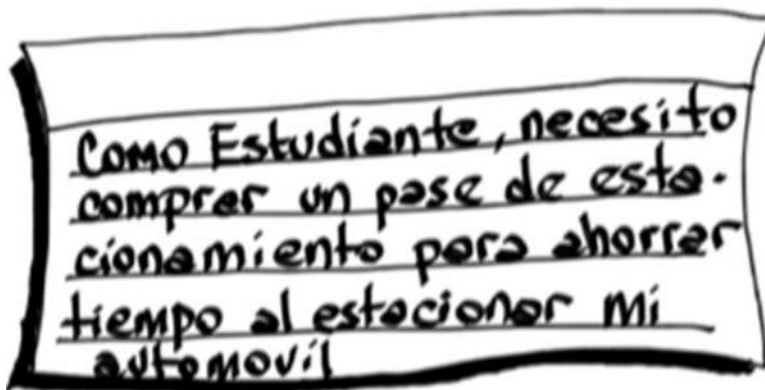 Como Estudiante, necesito
comprar un pase de esta-
cionamiento para ahorrar
tiempo al estacionar mi
automovil